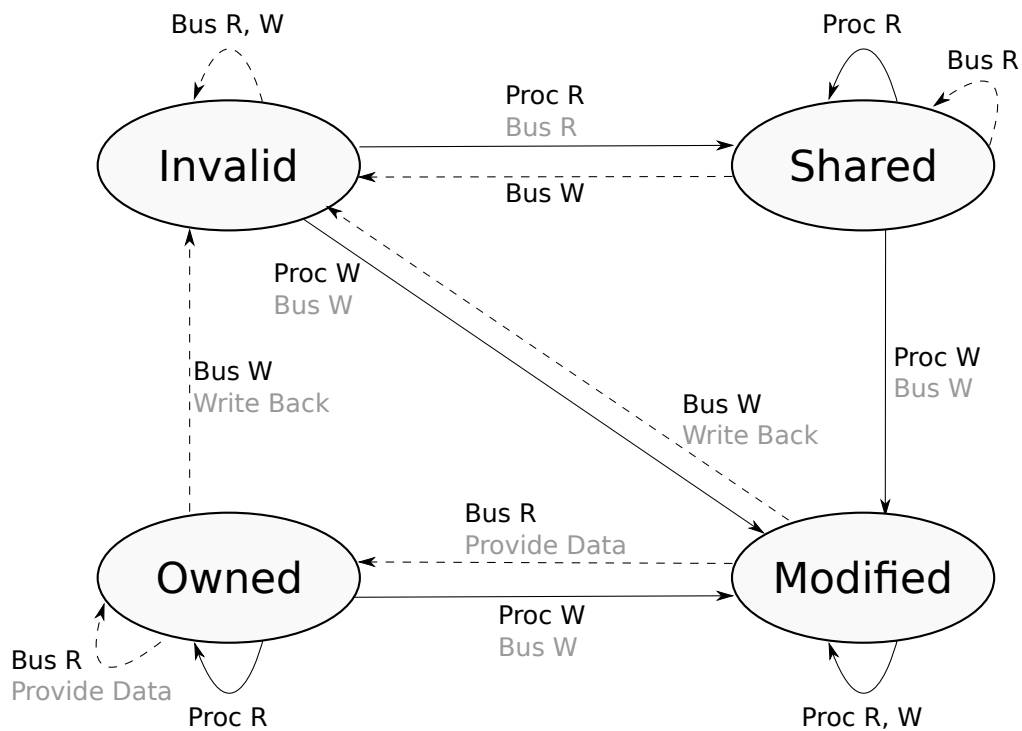 Bus R, W
Proc R
Bus R
Proc R
Bus R
Invalid
Shared
Bus W
Proc W
Bus W
Proc W
Bus W
Bus W
Write Back
Bus W
Write Back
Bus R
Provide Data
Owned
Modified
Proc W
Bus W
Bus R
Provide Data
Proc R
Proc R, W